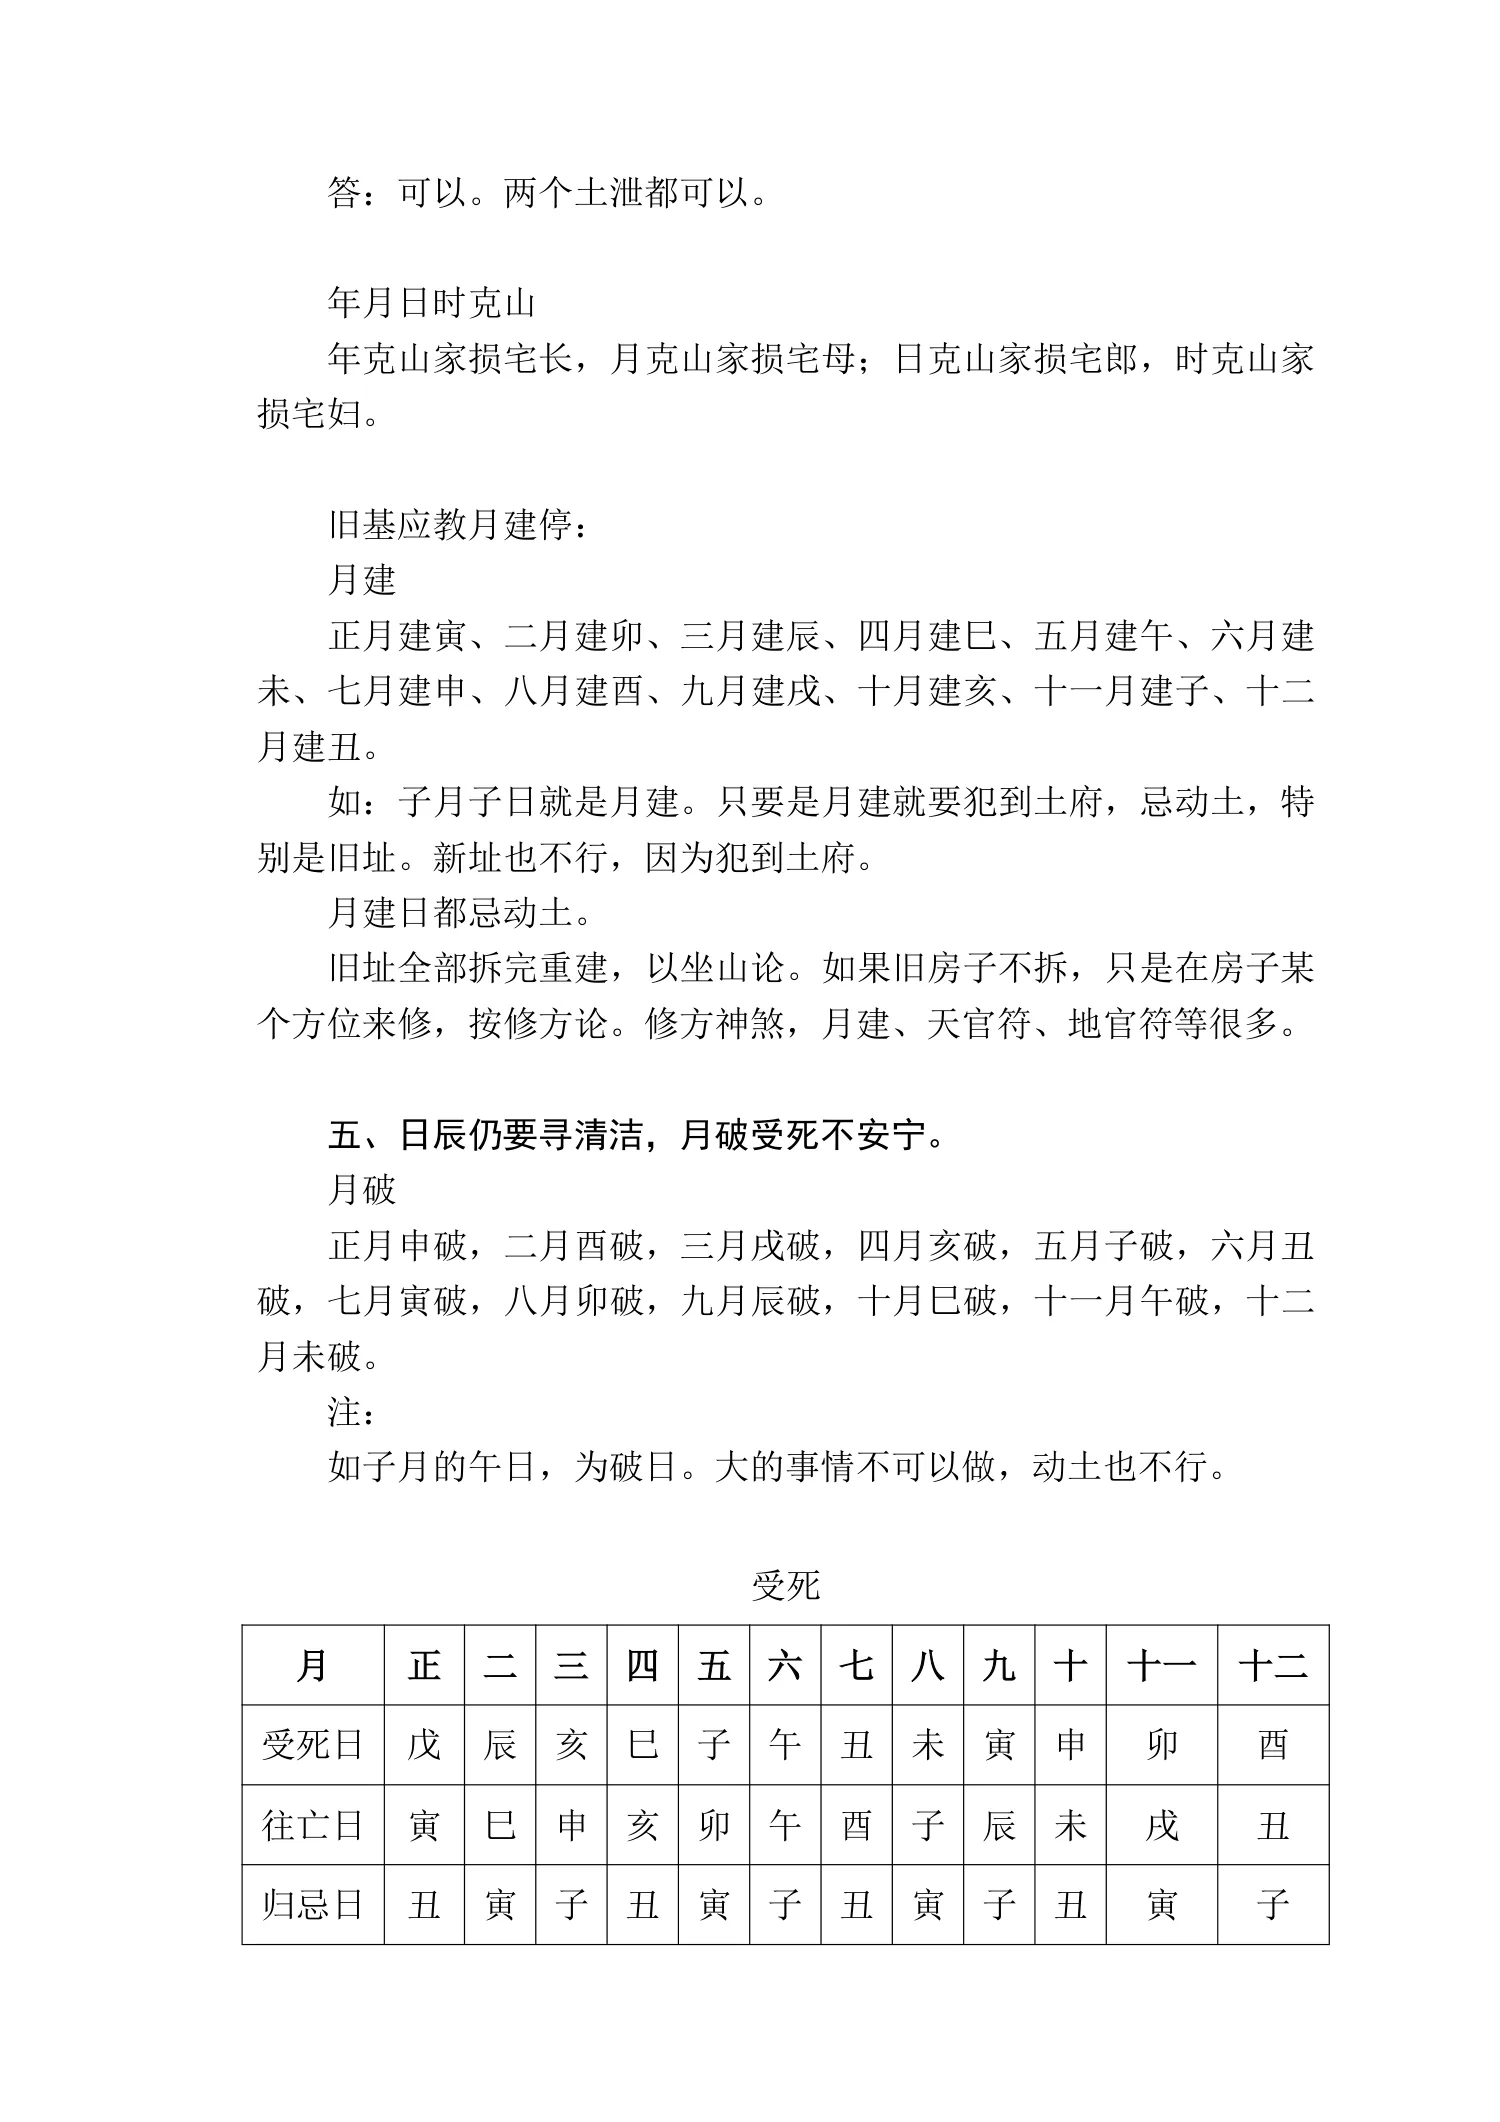 答：可以。两个土泄都可以。
年月日时克山
年克山家损宅长，月克山家损宅母；日克山家损宅郎，时克山家
损宅妇。
旧基应教月建停：
月建
正月建寅、二月建卯、三月建辰、四月建巳、五月建午、六月建
未、七月建申、八月建酉、九月建戌、十月建亥、十一月建子、十二
月建丑。
如：子月子日就是月建。只要是月建就要犯到土府，忌动土，特
别是旧址。新址也不行，因为犯到土府。
月建日都忌动土。
旧址全部拆完重建，以坐山论。如果旧房子不拆，只是在房子某
个方位来修，按修方论。修方神煞，月建、天官符、地官符等很多。
五、日辰仍要寻清洁，月破受死不安宁。
月破
正月申破，二月酉破，三月戌破，四月亥破，五月子破，六月丑
破，七月寅破，八月卯破，九月辰破，十月巳破，十一月午破，十二
月未破。
注：
如子月的午日，为破日。大的事情不可以做，动土也不行。
受死
月 正 二 三 四 五 六 七 八 九 十 十一 十二
受死日 戊 辰 亥 巳 子 午 丑 未 寅 申 卯 酉
往亡日 寅 巳 申 亥 卯 午 酉 子 辰 未 戌 丑
归忌日 丑 寅 子 丑 寅 子 丑 寅 子 丑 寅 子